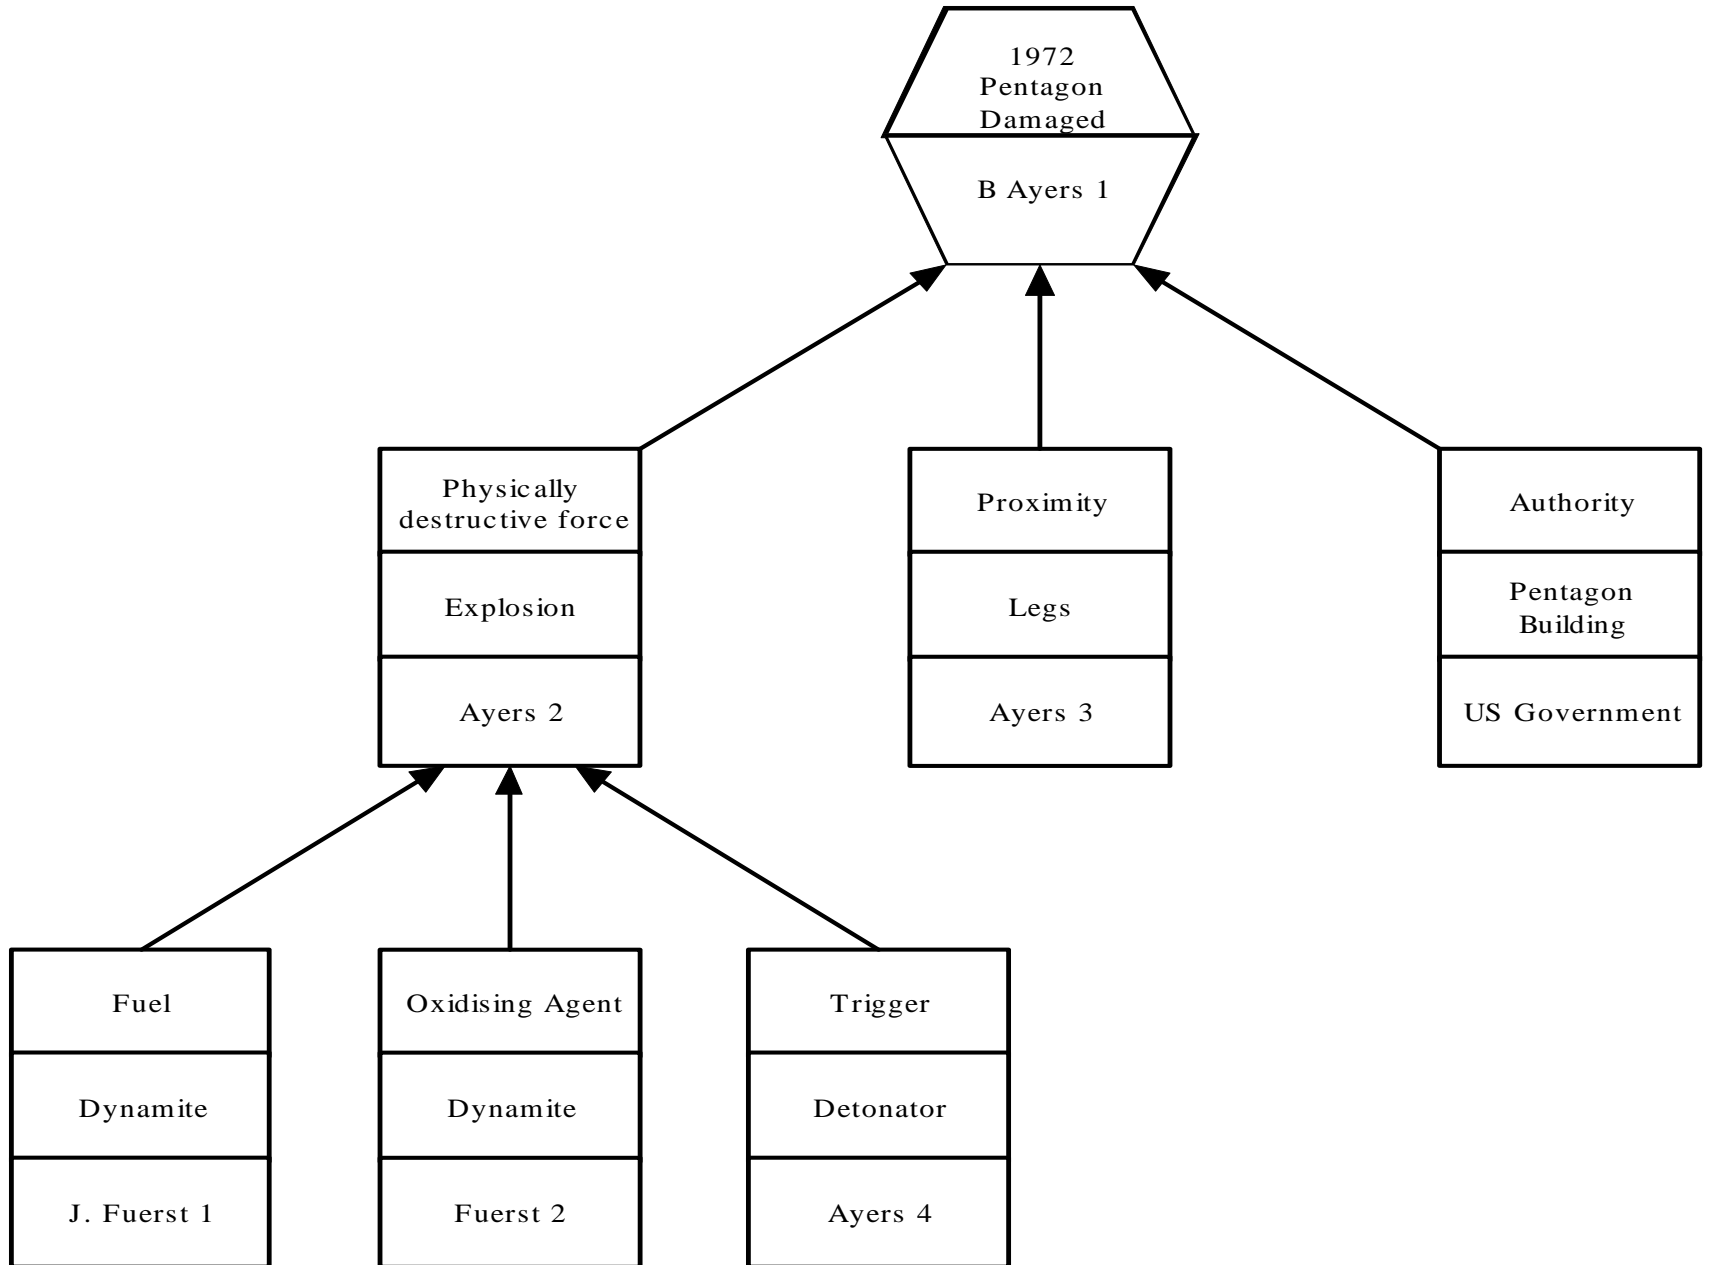 1972
Pentagon
Damaged
B Ayers 1
Physically
destructive force
Explosion
Ayers 2
Proximity
Legs
Ayers 3
Authority
Pentagon
Building
US Government
Fuel
Dynamite
J. Fuerst 1
Oxidising Agent
Dynamite
Fuerst 2
Trigger
Detonator
Ayers 4